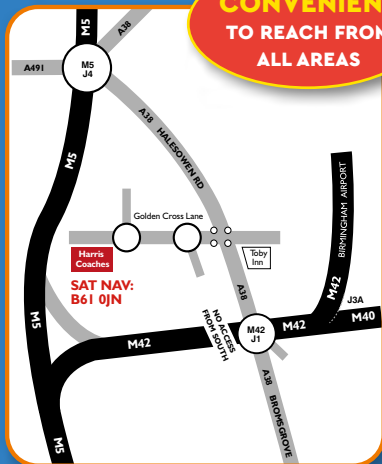 CONVENIEN
TO REACH FROM
ALL AREAS
M5
A38
M5
J4
A491
M5
A38
HALESOWEN RD
Golden Cross Lane
Harris
Coaches
Toby
Inn
SAT NAV:
B61 0JN
BIRMINGHAM AIRPORT
M42
A38
J3A
M5
NO ACCESS
FROM SOUTH
M42
J1
M42
M40
M42
A38
BROMSGROVE
M5